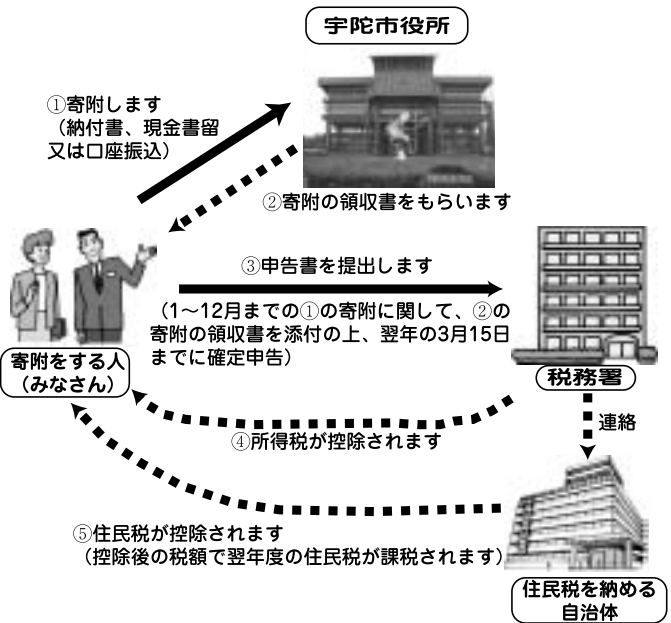 宇陀市役所
①寄附します
（納付書、現金書留
又は口座振込）
②寄附の領収書をもらいます
③申告書を提出します
（1～12月までの①の寄附に関して、②の
寄附の領収書を添付の上、翌年の3月15日
までに確定申告）
寄附をする人
（みなさん）
税務署
④所得税が控除されます
連絡
⑤住民税が控除されます
（控除後の税額で翌年度の住民税が課税されます）
住民税を納める
自治体